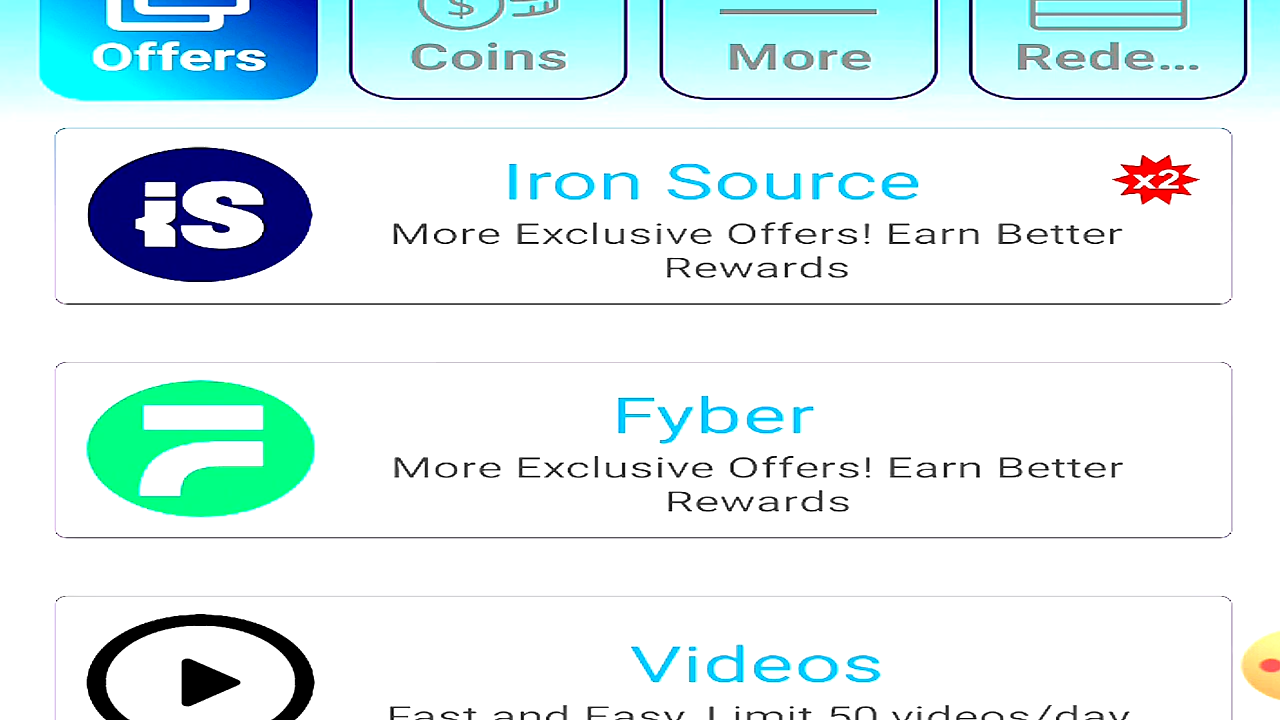 Offers
Coins
More
Rede...
iS
Iron Source
x2
More Exclusive Offers! Earn Better
Rewards
Fyber
More Exclusive Offers! Earn Better
Rewards
Videos
Fast and Easy. Limit 50 videos/day